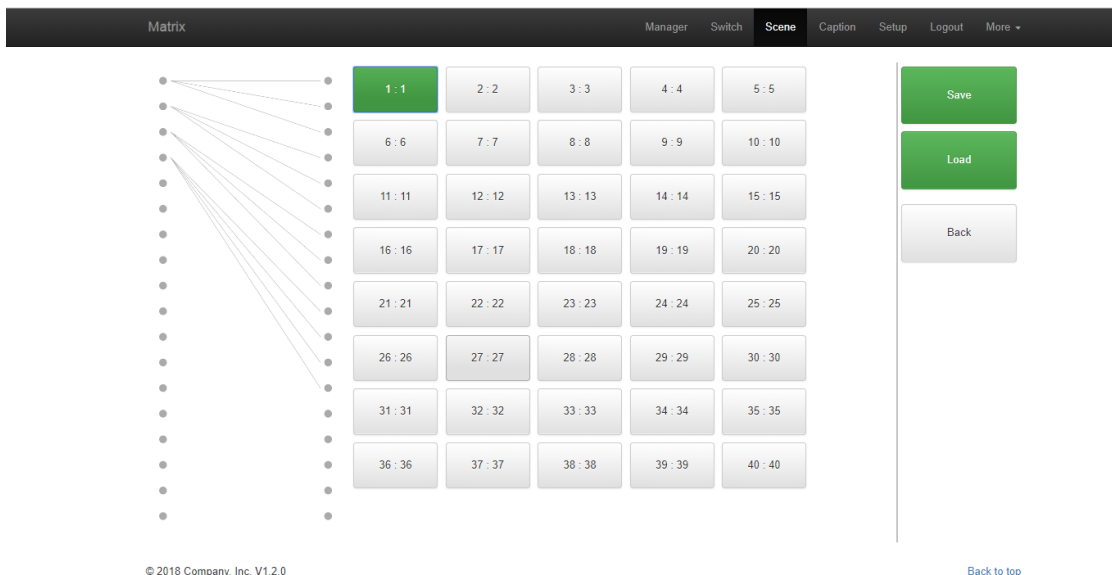 Matrix Manager Switch Scene Caption Setup Logout More
1 : 1 2 : 2 3 : 3 4 : 4 5 : 5 Save
6 : 6 7 : 7 8 : 8 9 : 9 10 : 10 Load
11 : 11 12 : 12 13 : 13 14 : 14 15 : 15
16 : 16 17 : 17 18 : 18 19 : 19 20 : 20 Back
21 : 21 22 : 22 23 : 23 24 : 24 25 : 25
26 : 26 27 : 27 28 : 28 29 : 29 30 : 30
31 : 31 32 : 32 33 : 33 34 : 34 35 : 35
36 : 36 37 : 37 38 : 38 39 : 39 40 : 40
© 2018 Company, Inc. V1.2.0 Back to top